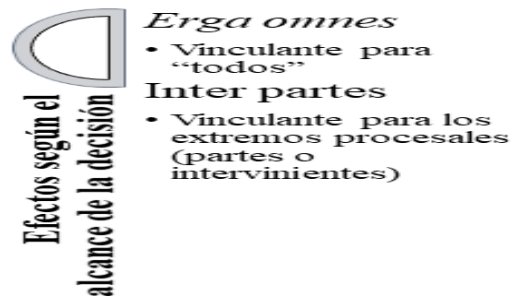 Efectos según el
alcance de la decisión
Erga omnes
• Vinculante para
“todos”
Inter partes
• Vinculante para los
extremos procesales
(partes o
intervinientes)